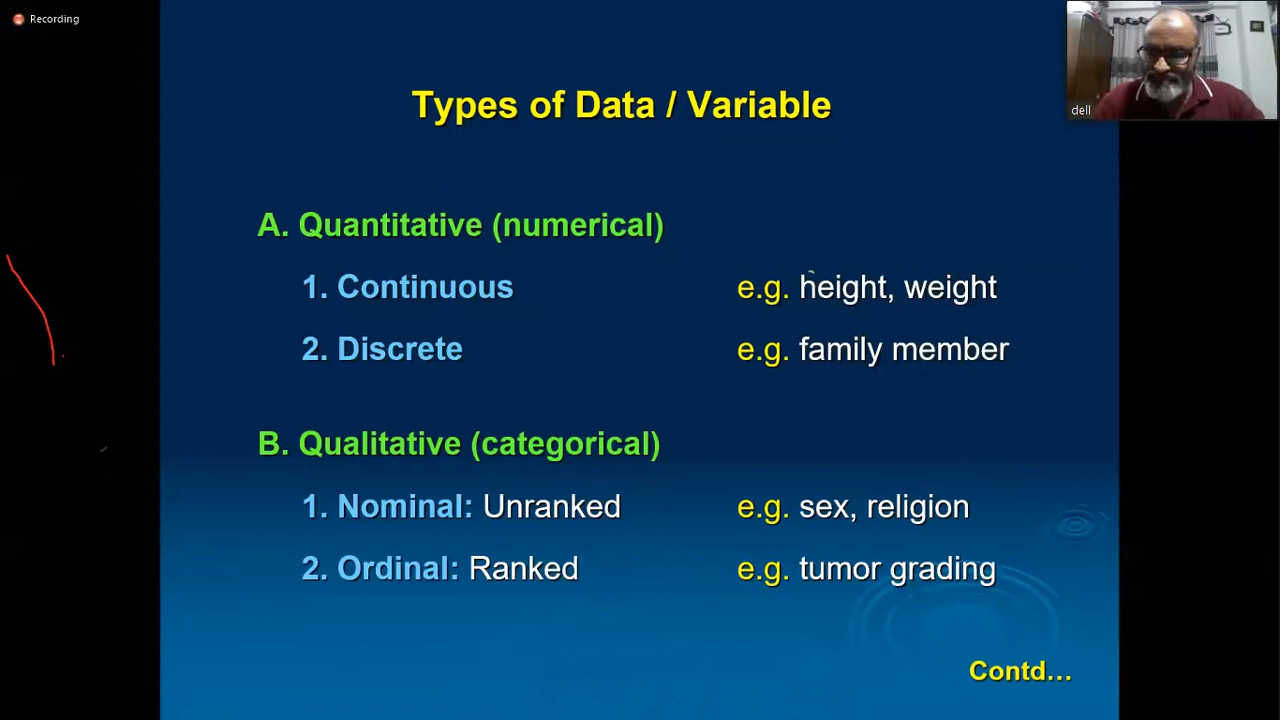 Recording
dell
Types of Data / Variable
A. Quantitative (numerical)
1. Continuous e.g. height, weight
2. Discrete e.g. family member
B. Qualitative (categorical)
1. Nominal: Unranked e.g. sex, religion
2. Ordinal: Ranked e.g. tumor grading
Contd...